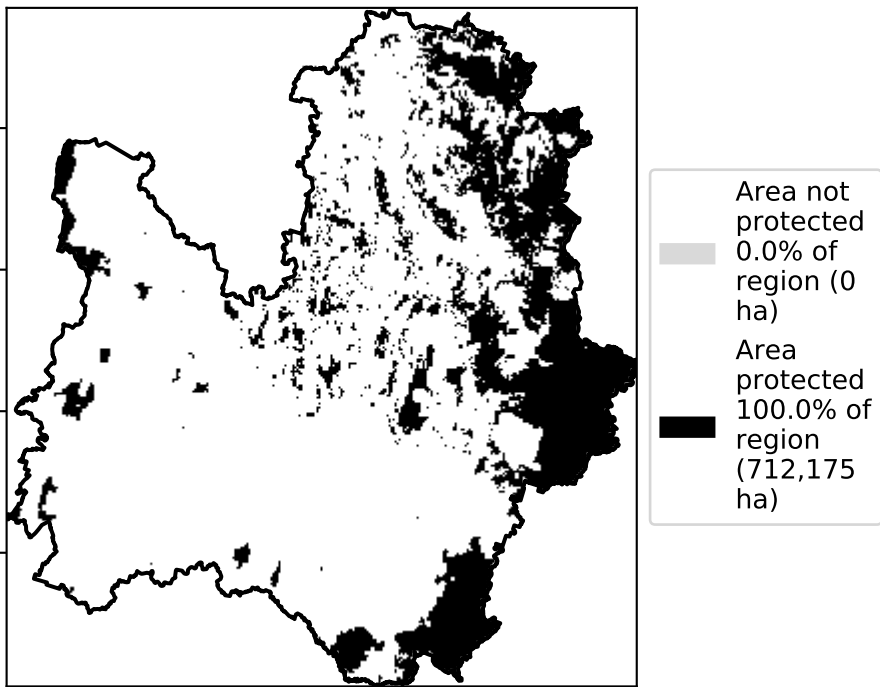 Area not
protected
0.0% of
region (0
ha)
Area
protected
100.0% of
region
(712,175
ha)